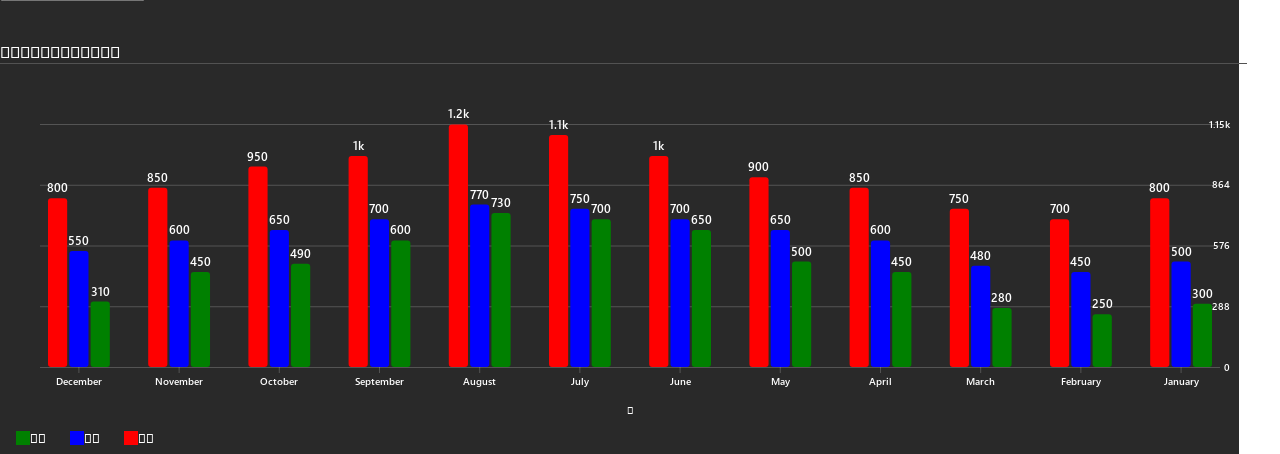 1.2k
1.1k
1k 1k
950
900
850 850
800 800
770 750 730 750
700 700 700 700
650 650 650
600 600 600
550
490 500 480 500
450 450 450
310 280 250 300
1.15k
864
576
288
0
December November October September August July June May April March February January